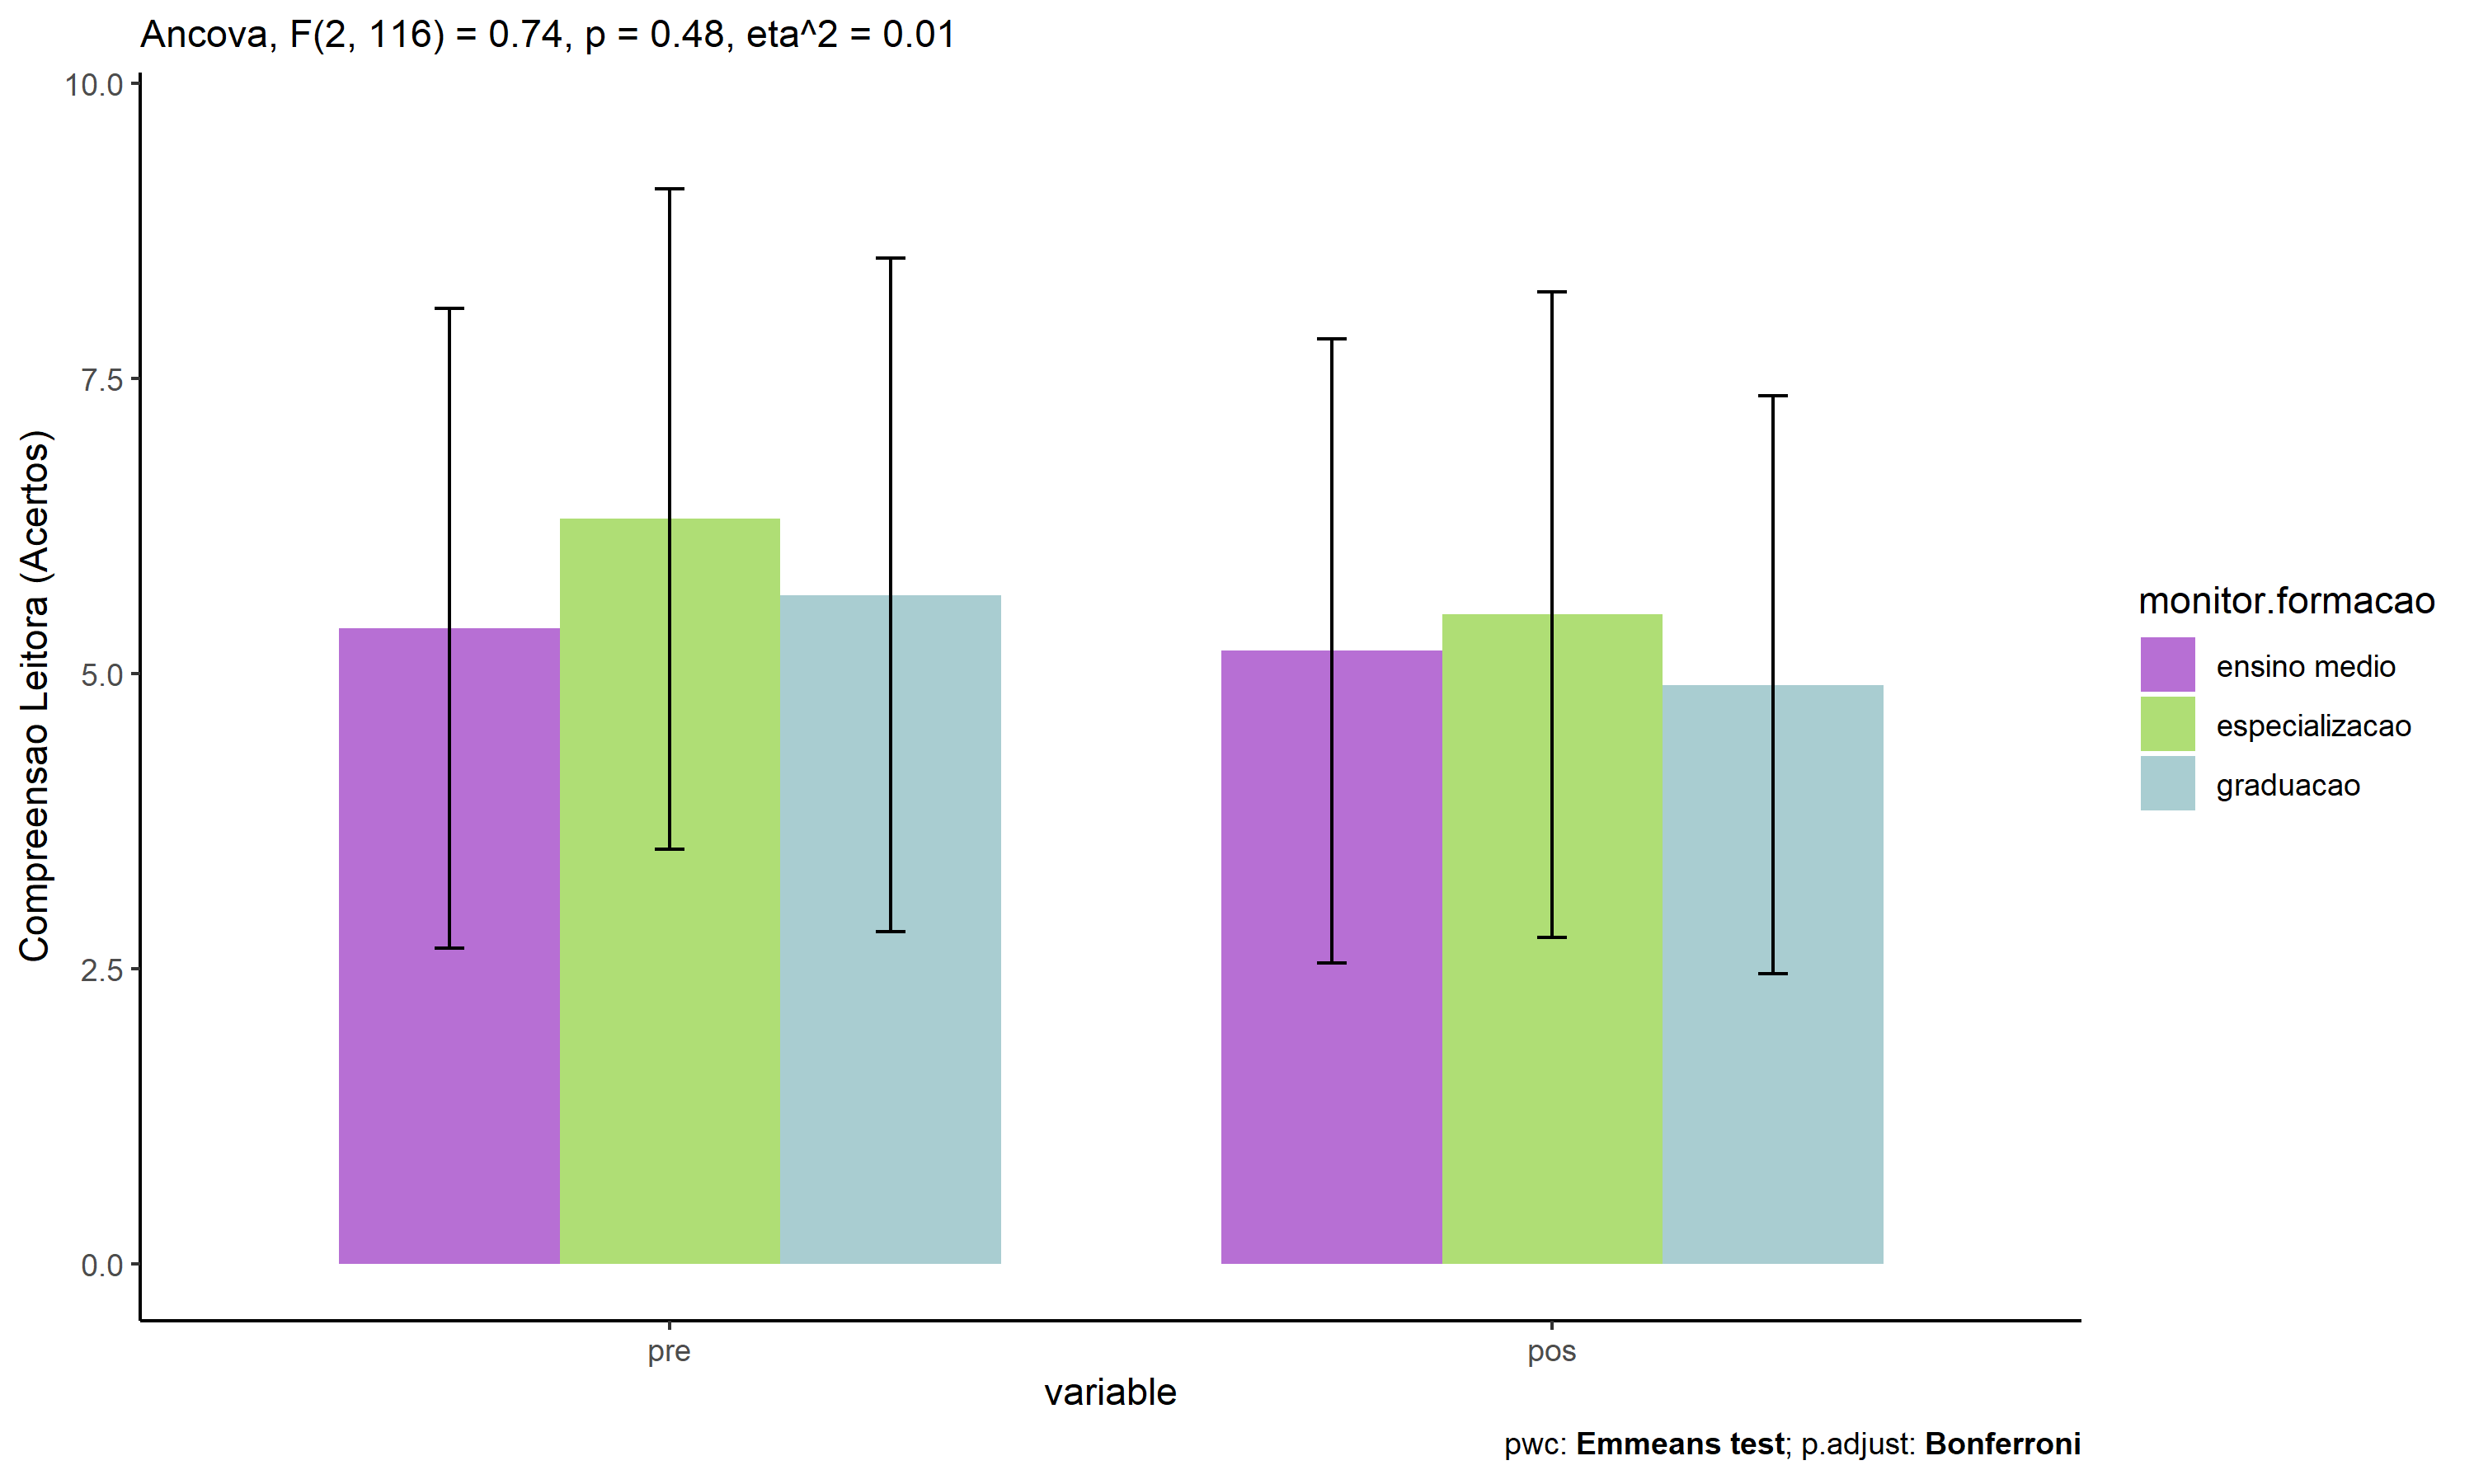 Ancova, F(2, 116) = 0.74, p = 0.48, eta^2 = 0.01
10.0
7.5
5.0
2.5
0.0
Compreensao Leitora (Acertos)
pre
pos
variable
monitor.formacao
ensino medio
especializacao
graduacao
pwc: Emmeans test; p.adjust: Bonferroni